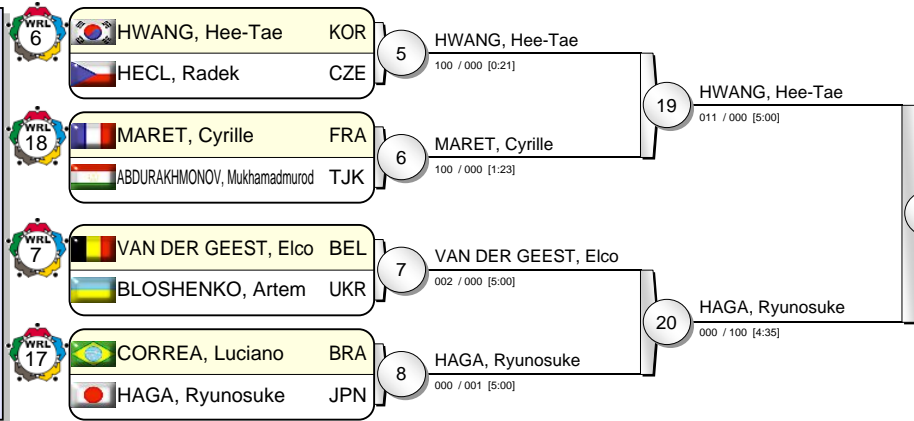 WRL
6
HWANG, Hee-Tae KOR
HECL, Radek CZE
5
HWANG, Hee-Tae
100 / 000 [0:21]
WRL
18
MARET, Cyrille FRA
ABDURAKHMONOV, Mukhamadmurod TJK
6
MARET, Cyrille
100 / 000 [1:23]
19
HWANG, Hee-Tae
011 / 000 [5:00]
WRL
7
VAN DER GEEST, Elco BEL
BLOSHENKO, Artem UKR
7
VAN DER GEEST, Elco
002 / 000 [5:00]
WRL
17
CORREA, Luciano BRA
HAGA, Ryunosuke JPN
8
HAGA, Ryunosuke
000 / 001 [5:00]
20
HAGA, Ryunosuke
000 / 100 [4:35]